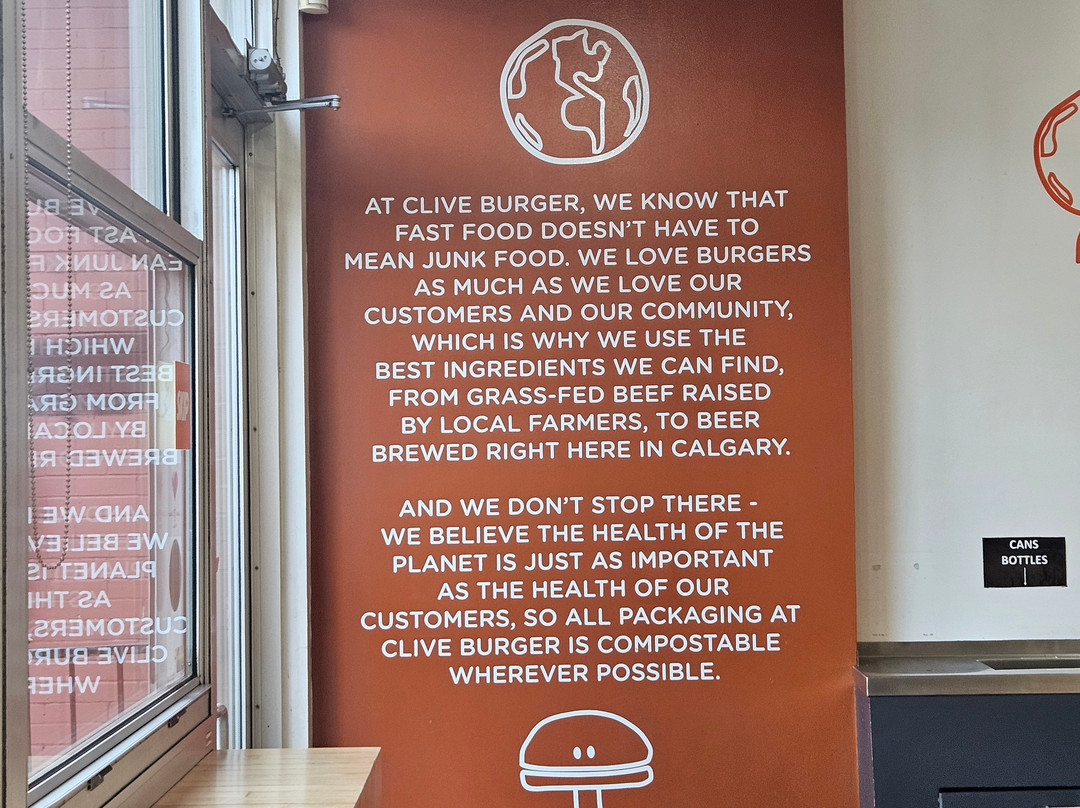 AT CLIVE BURGER, WE KNOW THAT
FAST FOOD DOESN'T HAVE TO
MEAN JUNK FOOD. WE LOVE BURGERS
AS MUCH AS WE LOVE OUR
CUSTOMERS AND OUR COMMUNITY,
WHICH IS WHY WE USE THE
BEST INGREDIENTS WE CAN FIND,
FROM GRASS-FED BEEF RAISED
BY LOCAL FARMERS, TO BEER
BREWED RIGHT HERE IN CALGARY.
AND WE DON'T STOP THERE -
WE BELIEVE THE HEALTH OF THE
PLANET IS JUST AS IMPORTANT
AS THE HEALTH OF OUR
CUSTOMERS, SO ALL PACKAGING AT
CLIVE BURGER IS COMPOSTABLE
WHEREVER POSSIBLE.
CANS
BOTTLES